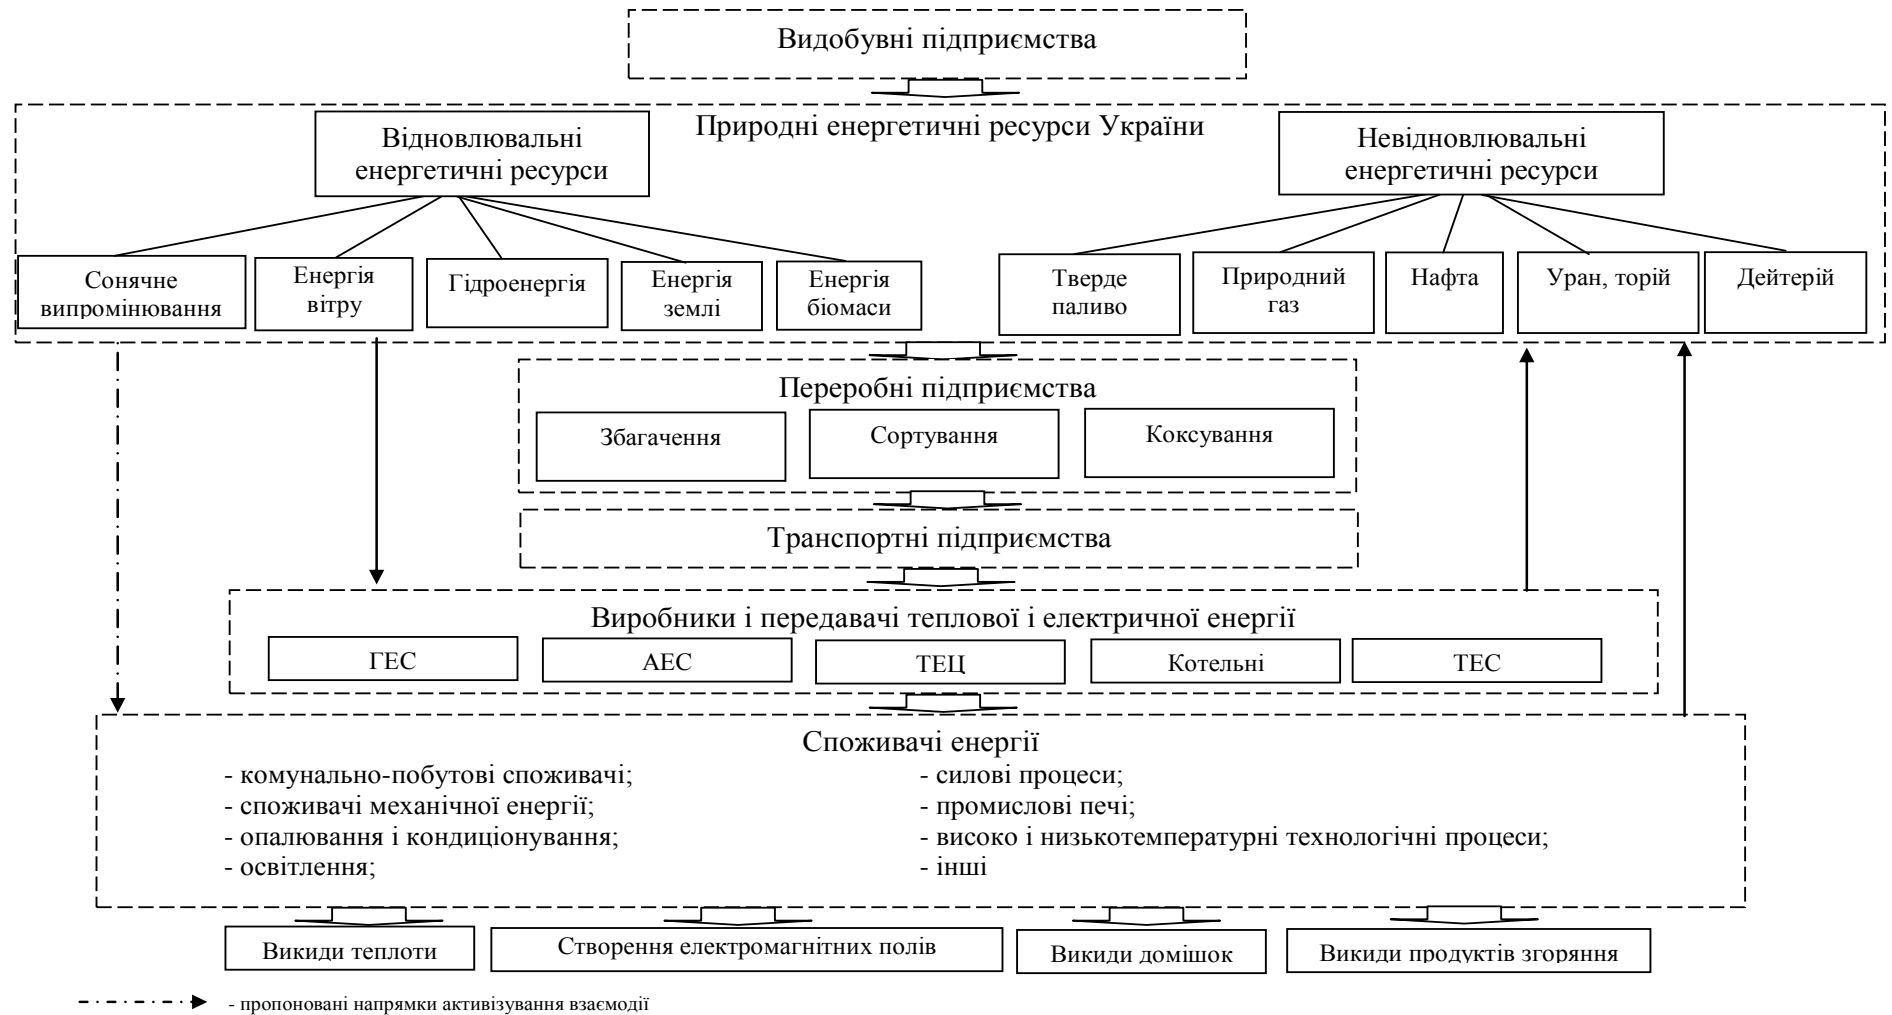 Видобувні підприємства
Природні енергетичні ресурси України
Відновлювальні
енергетичні ресурси
Невідновлювальні
енергетичні ресурси
Сонячне
випромінювання
Енергія
вітру
Гідроенергія
Енергія
землі
Енергія
біомаси
Тверде
паливо
Природний
газ
Нафта
Уран, торій
Дейтерій
Переробні підприємства
Збагачення
Сортування
Коксування
Транспортні підприємства
Виробники і передавачі теплової і електричної енергії
ГЕС
АЕС
ТЕЦ
Котельні
ТЕС
Споживачі енергії
- комунально-побутові споживачі;
- споживачі механічної енергії;
- опалювання і кондиціонування;
- освітлення;
- силові процеси;
- промислові печі;
- високо і низькотемпературні технологічні процеси;
- інші
Викиди теплоти
Створення електромагнітних полів
Викиди домішок
Викиди продуктів згоряння
- пропоновані напрямки активізування взаємодії